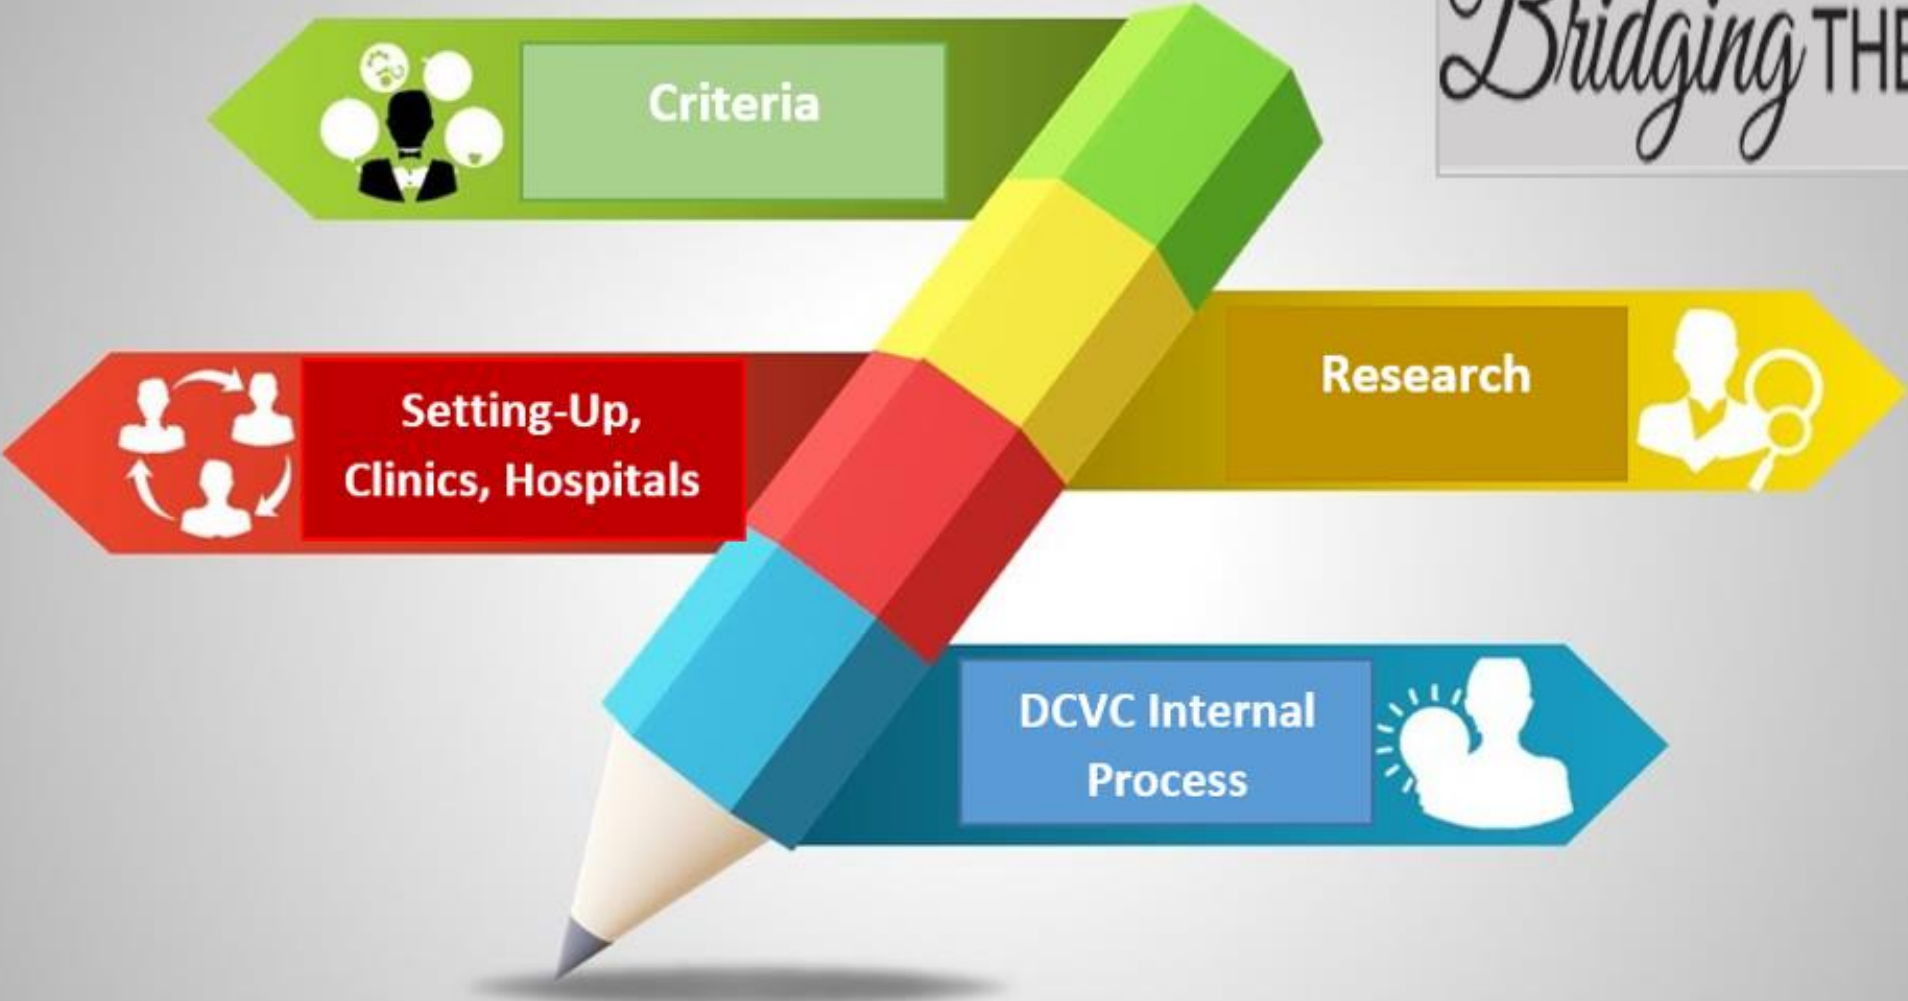 Bridging THE
Criteria
Research
Setting-Up,
Clinics, Hospitals
DCVC Internal
Process